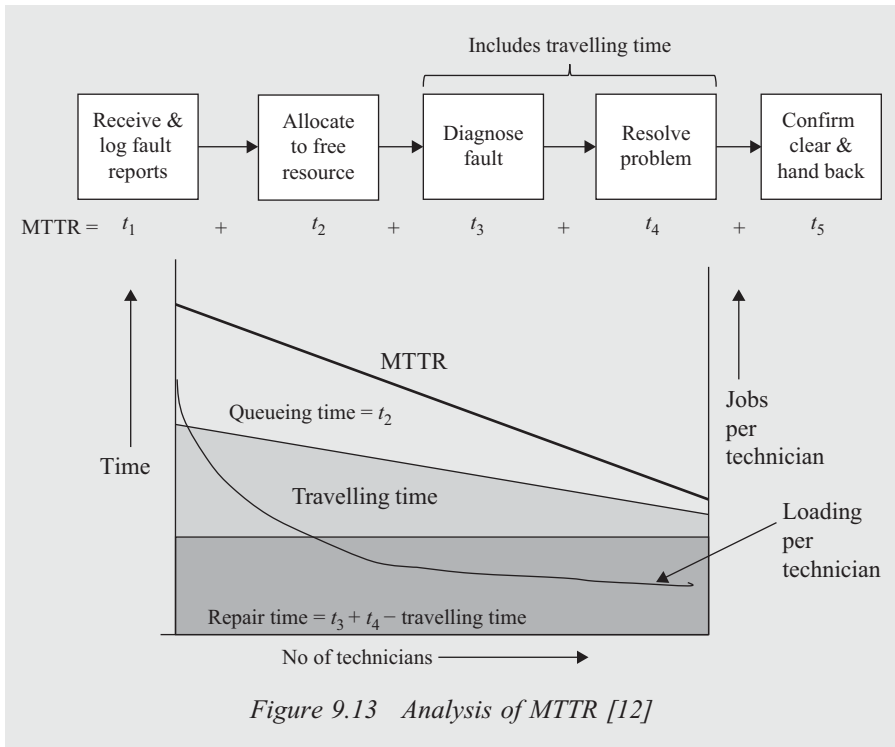 Includes travelling time
Receive &
log fault
reports
Allocate
to free
resource
Diagnose
fault
Resolve
problem
Confirm
clear &
hand back
MTTR = t₁ + t₂ + t₃ + t₄ + t₅
MTTR
Queueing time = t₂
Time
Travelling time
Jobs
per
technician
Loading
per
technician
Repair time = t₃ + t₄ − travelling time
No of technicians
Figure 9.13 Analysis of MTTR [12]